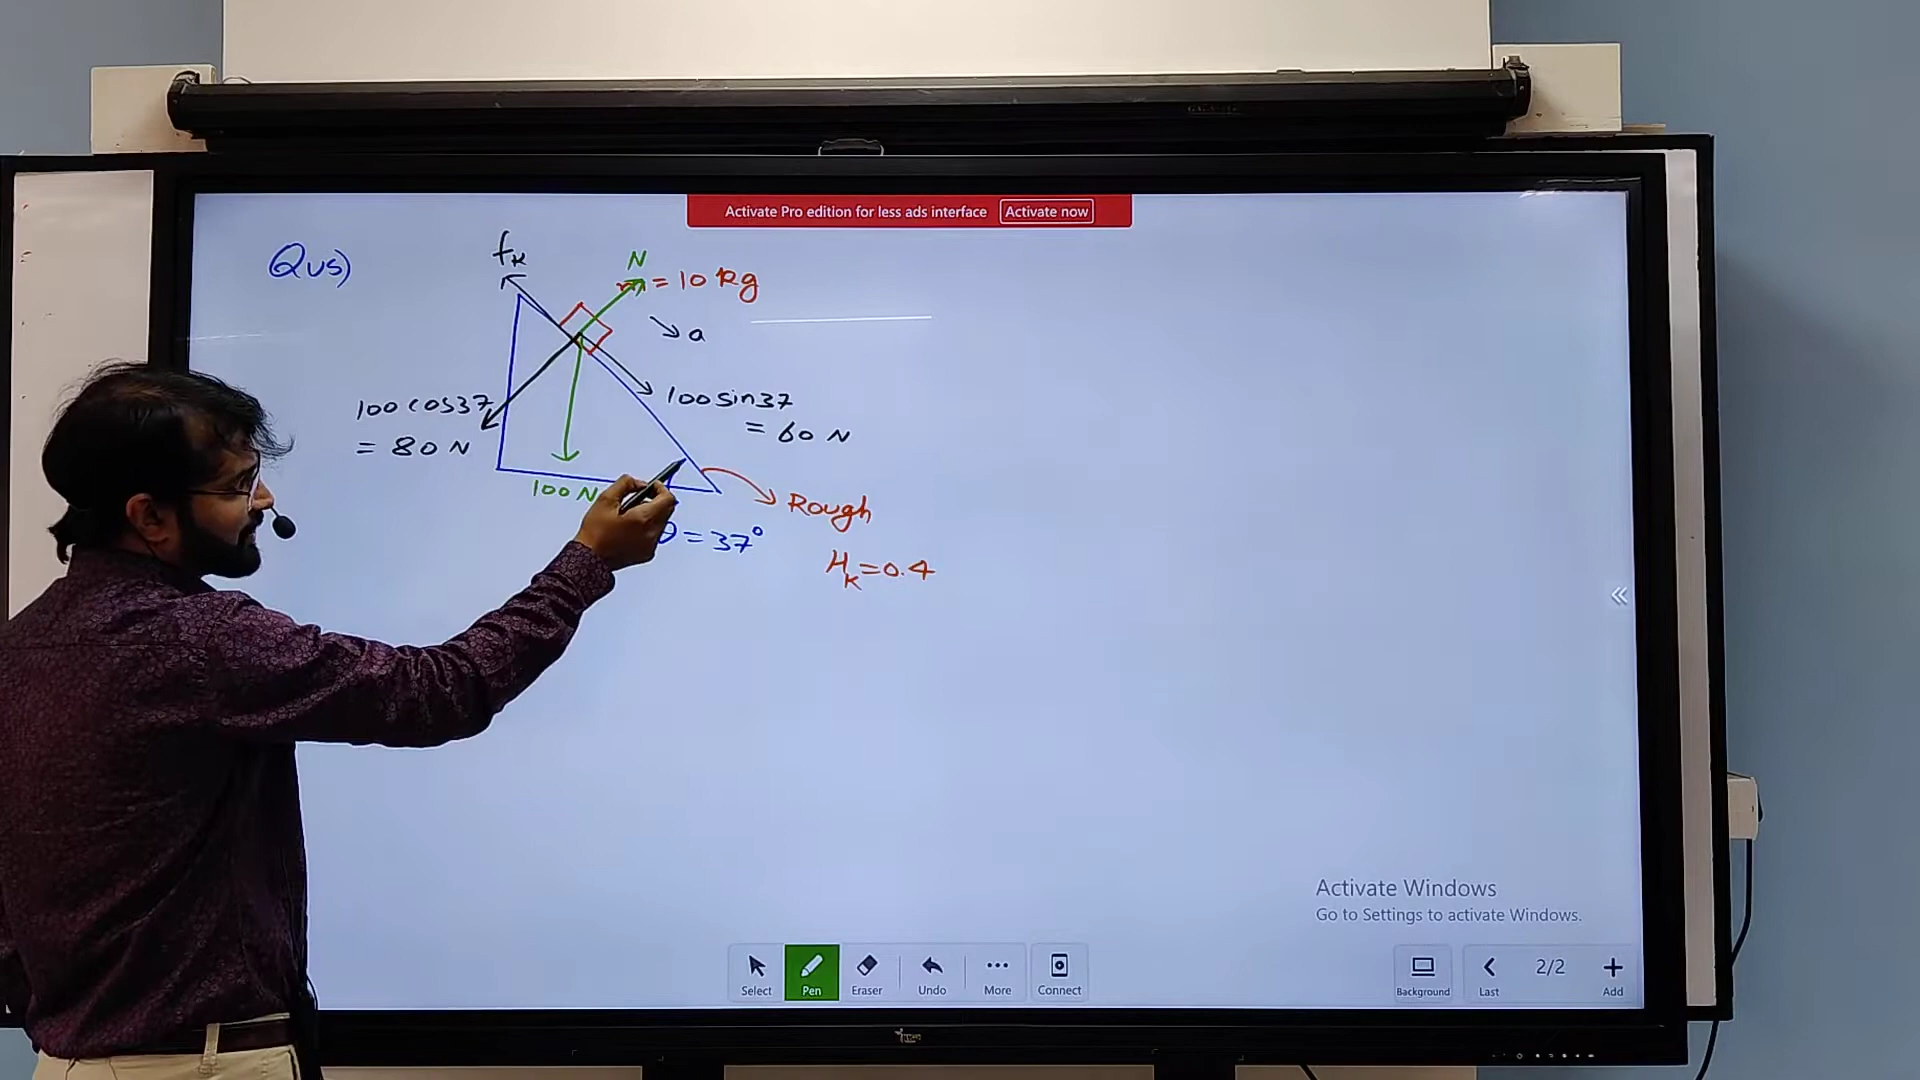 Activate Pro edition for less ads interface Activate now
Qus)
fk
N
m = 10 kg
a
100 cos37
= 80 N
100 sin37
= 60 N
100 N
Rough
θ = 37°
μk = 0.4
Activate Windows
Go to Settings to activate Windows.
Select
Pen
Eraser
Undo
More
Connect
Background
Last
2/2
Add